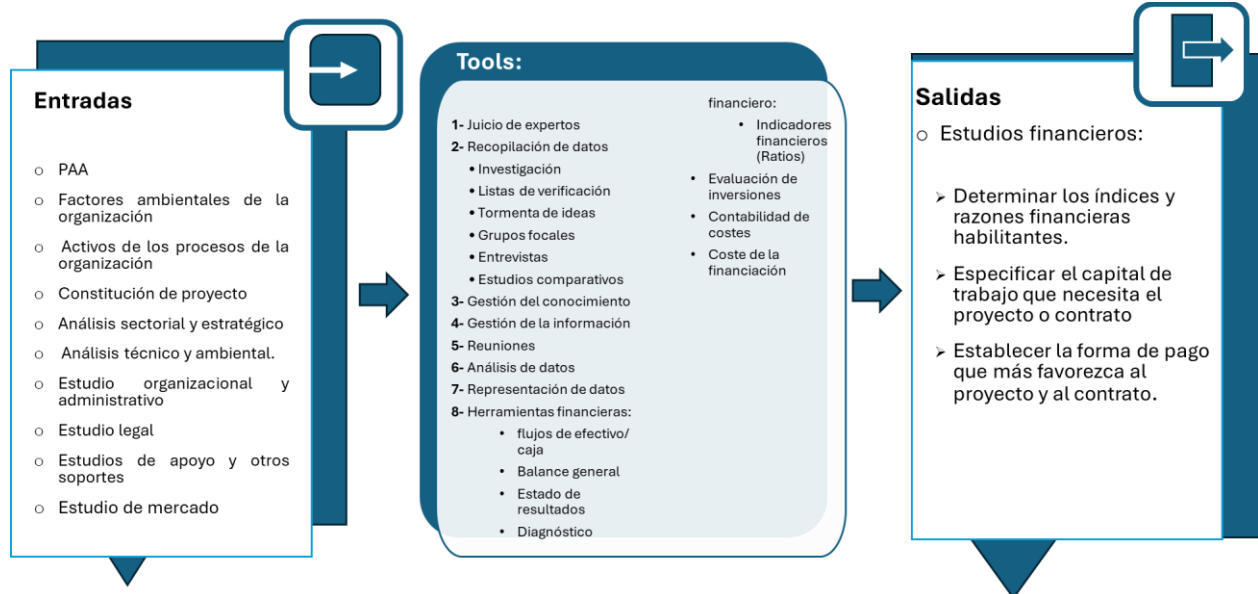 Entradas
○ PAA
○ Factores ambientales de la
organización
○ Activos de los procesos de la
organización
○ Constitución de proyecto
○ Análisis sectorial y estratégico
○ Análisis técnico y ambiental.
○ Estudio organizacional y
administrativo
○ Estudio legal
○ Estudios de apoyo y otros
soportes
○ Estudio de mercado
Tools:
1- Juicio de expertos
2- Recopilación de datos
• Investigación
• Listas de verificación
• Tormenta de ideas
• Grupos focales
• Entrevistas
• Estudios comparativos
3- Gestión del conocimiento
4- Gestión de la información
5- Reuniones
6- Análisis de datos
7- Representación de datos
8- Herramientas financieras:
• flujos de efectivo/
caja
• Balance general
• Estado de
resultados
• Diagnóstico
financiero:
• Indicadores
financieros
(Ratios)
• Evaluación de
inversiones
• Contabilidad de
costes
• Coste de la
financiación
Salidas
○ Estudios financieros:
➢ Determinar los índices y
razones financieras
habilitantes.
➢ Especificar el capital de
trabajo que necesita el
proyecto o contrato
➢ Establecer la forma de pago
que más favorezca al
proyecto y al contrato.